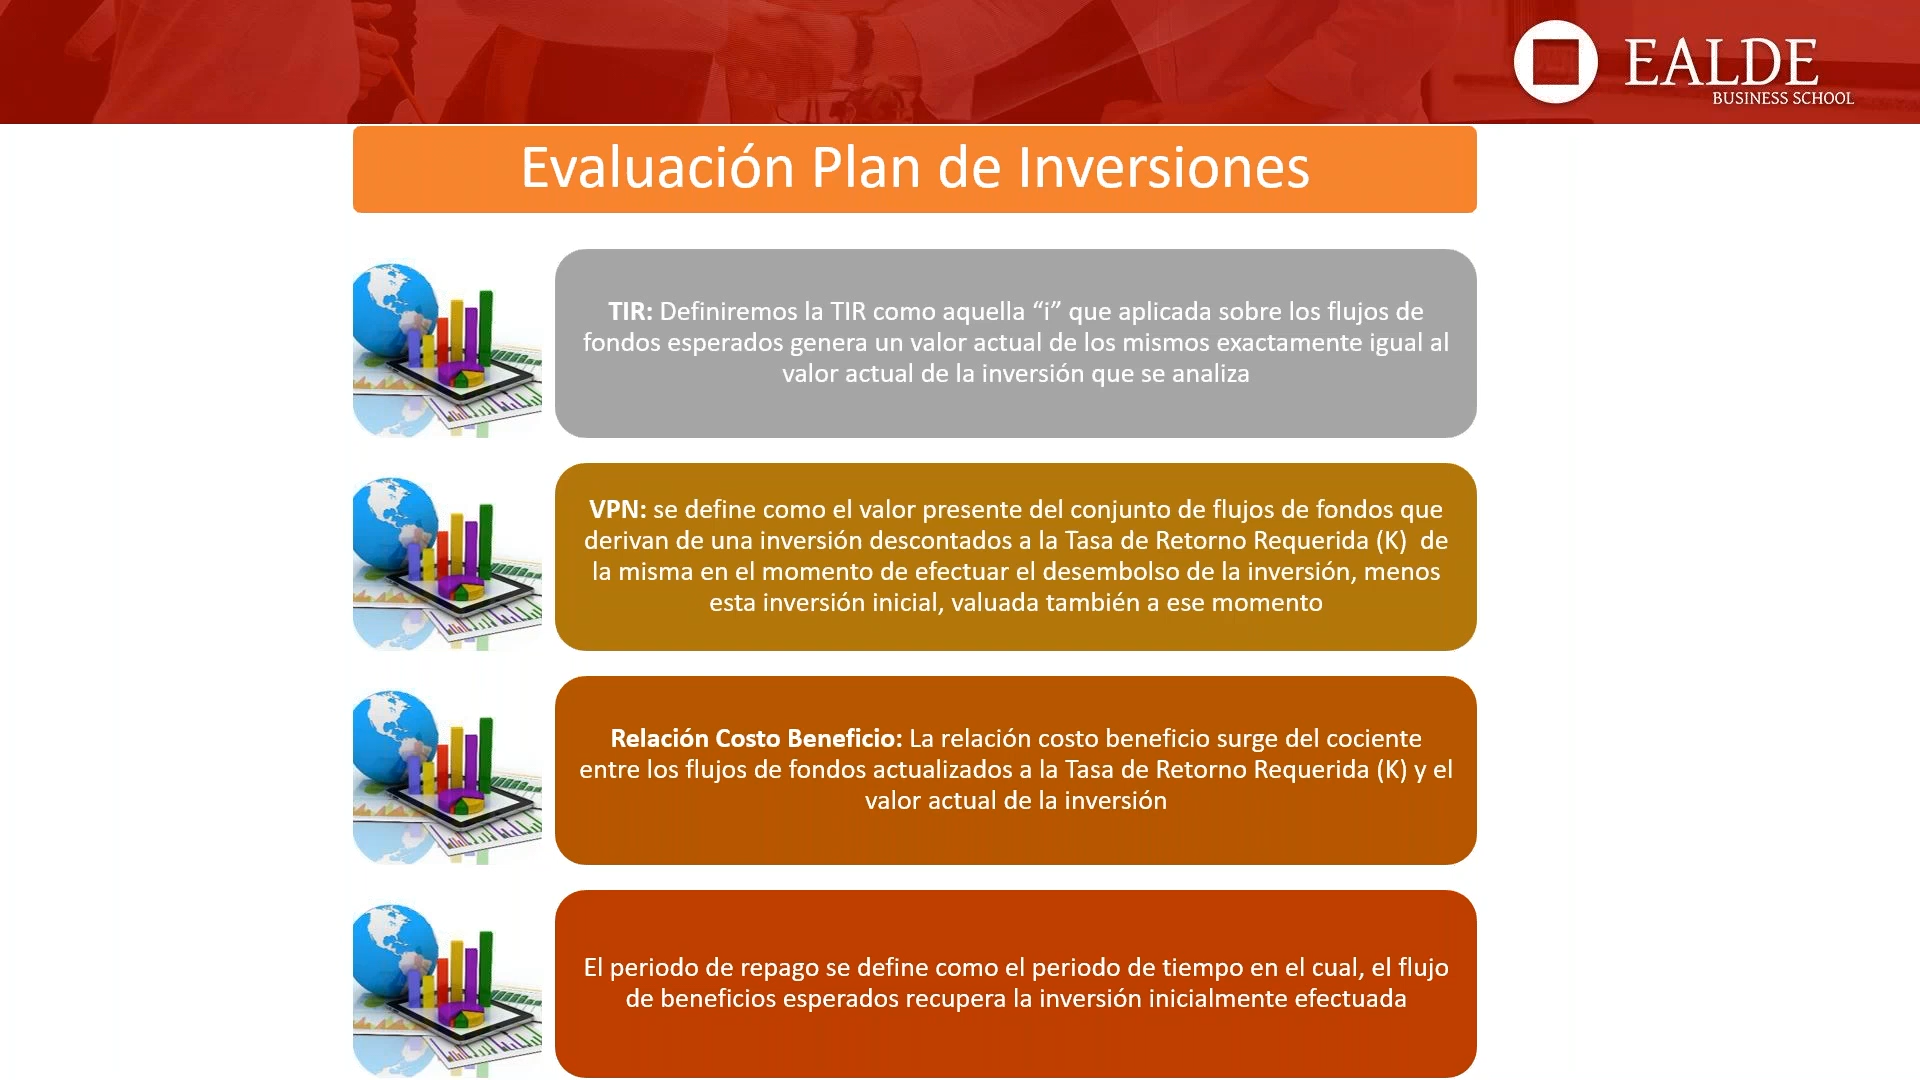 EALDE
BUSINESS SCHOOL
Evaluación Plan de Inversiones
TIR: Definiremos la TIR como aquella “i” que aplicada sobre los flujos de
fondos esperados genera un valor actual de los mismos exactamente igual al
valor actual de la inversión que se analiza
VPN: se define como el valor presente del conjunto de flujos de fondos que
derivan de una inversión descontados a la Tasa de Retorno Requerida (K)  de
la misma en el momento de efectuar el desembolso de la inversión, menos
esta inversión inicial, valuada también a ese momento
Relación Costo Beneficio: La relación costo beneficio surge del cociente
entre los flujos de fondos actualizados a la Tasa de Retorno Requerida (K) y el
valor actual de la inversión
El periodo de repago se define como el periodo de tiempo en el cual, el flujo
de beneficios esperados recupera la inversión inicialmente efectuada